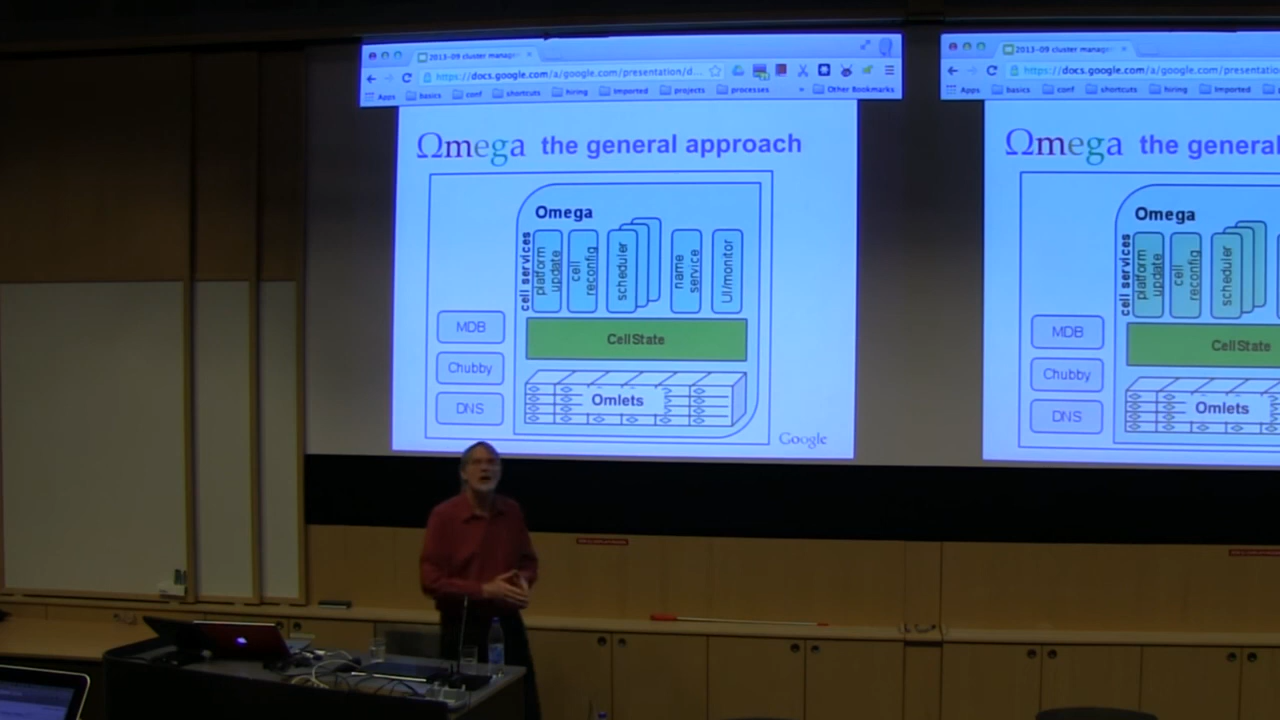 2013-09 cluster manage
https://docs.google.com/a/google.com/presentation/d...
Apps basics conf shortcuts hiring Imported projects processes » Other Bookmarks
Ωmega the general approach
Omega
cell services
platform update
cell reconfig
scheduler
name service
UI/monitor
MDB
Chubby
DNS
CellState
Omlets
Google
2013-09 cluster manage
https://docs.google.com/a/google.com/presentatio
Apps basics conf shortcuts hiring Imported
Ωmega the general
Omega
cell services
platform update
cell reconfig
scheduler
MDB
Chubby
DNS
CellState
Omlets